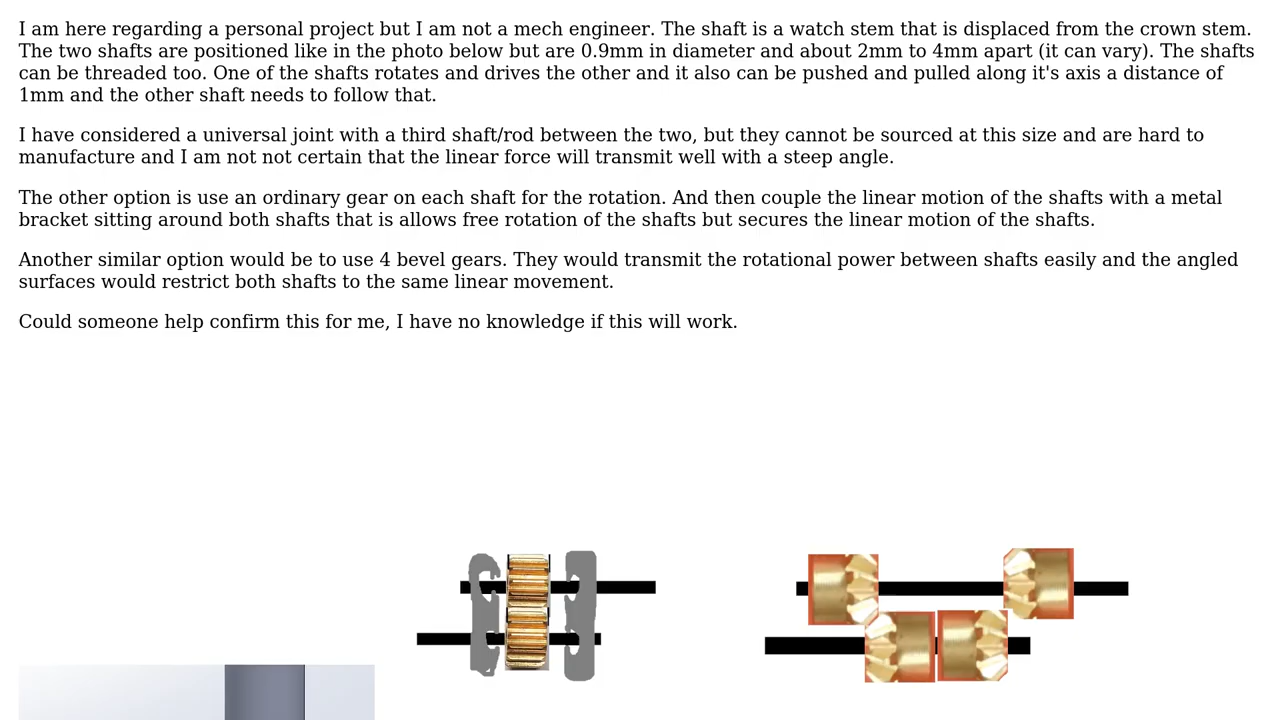 I am here regarding a personal project but I am not a mech engineer. The shaft is a watch stem that is displaced from the crown stem.
The two shafts are positioned like in the photo below but are 0.9mm in diameter and about 2mm to 4mm apart (it can vary). The shafts
can be threaded too. One of the shafts rotates and drives the other and it also can be pushed and pulled along it's axis a distance of
1mm and the other shaft needs to follow that.
I have considered a universal joint with a third shaft/rod between the two, but they cannot be sourced at this size and are hard to
manufacture and I am not not certain that the linear force will transmit well with a steep angle.
The other option is use an ordinary gear on each shaft for the rotation. And then couple the linear motion of the shafts with a metal
bracket sitting around both shafts that is allows free rotation of the shafts but secures the linear motion of the shafts.
Another similar option would be to use 4 bevel gears. They would transmit the rotational power between shafts easily and the angled
surfaces would restrict both shafts to the same linear movement.
Could someone help confirm this for me, I have no knowledge if this will work.